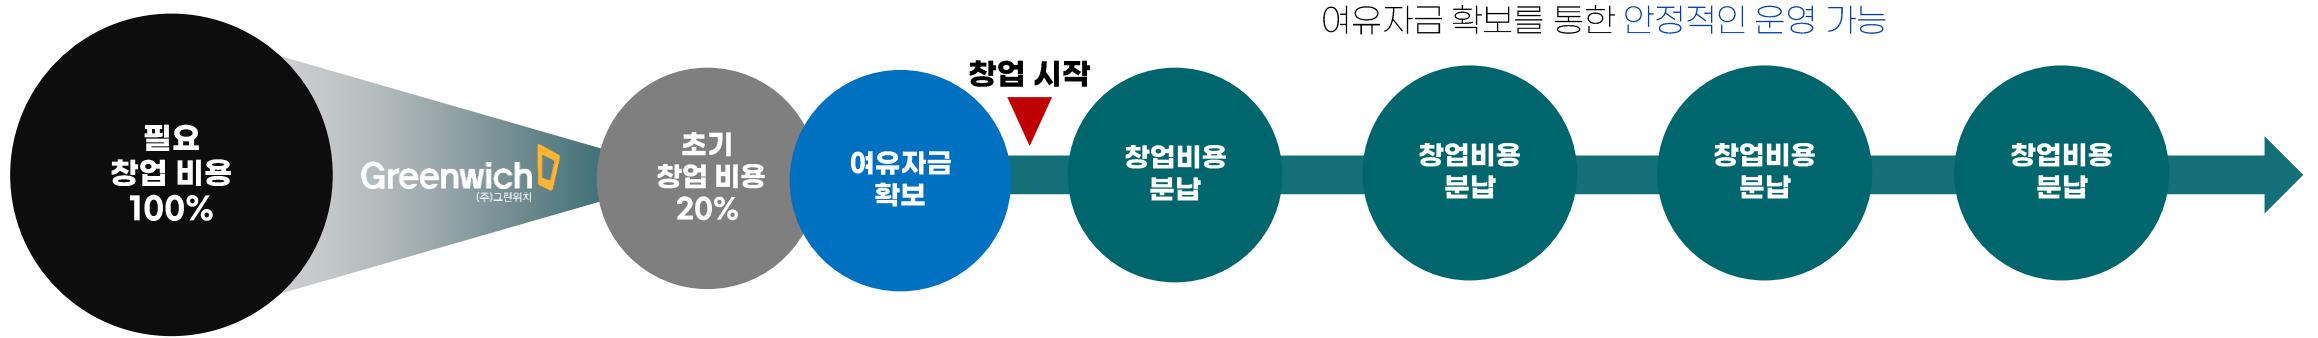 여유자금 확보를 통한 안정적인 운영 가능
창업 시작
필요
창업 비용
100%
Greenwich
(주)그린위치
초기
창업 비용
20%
여유자금
확보
창업비용
분납
창업비용
분납
창업비용
분납
창업비용
분납